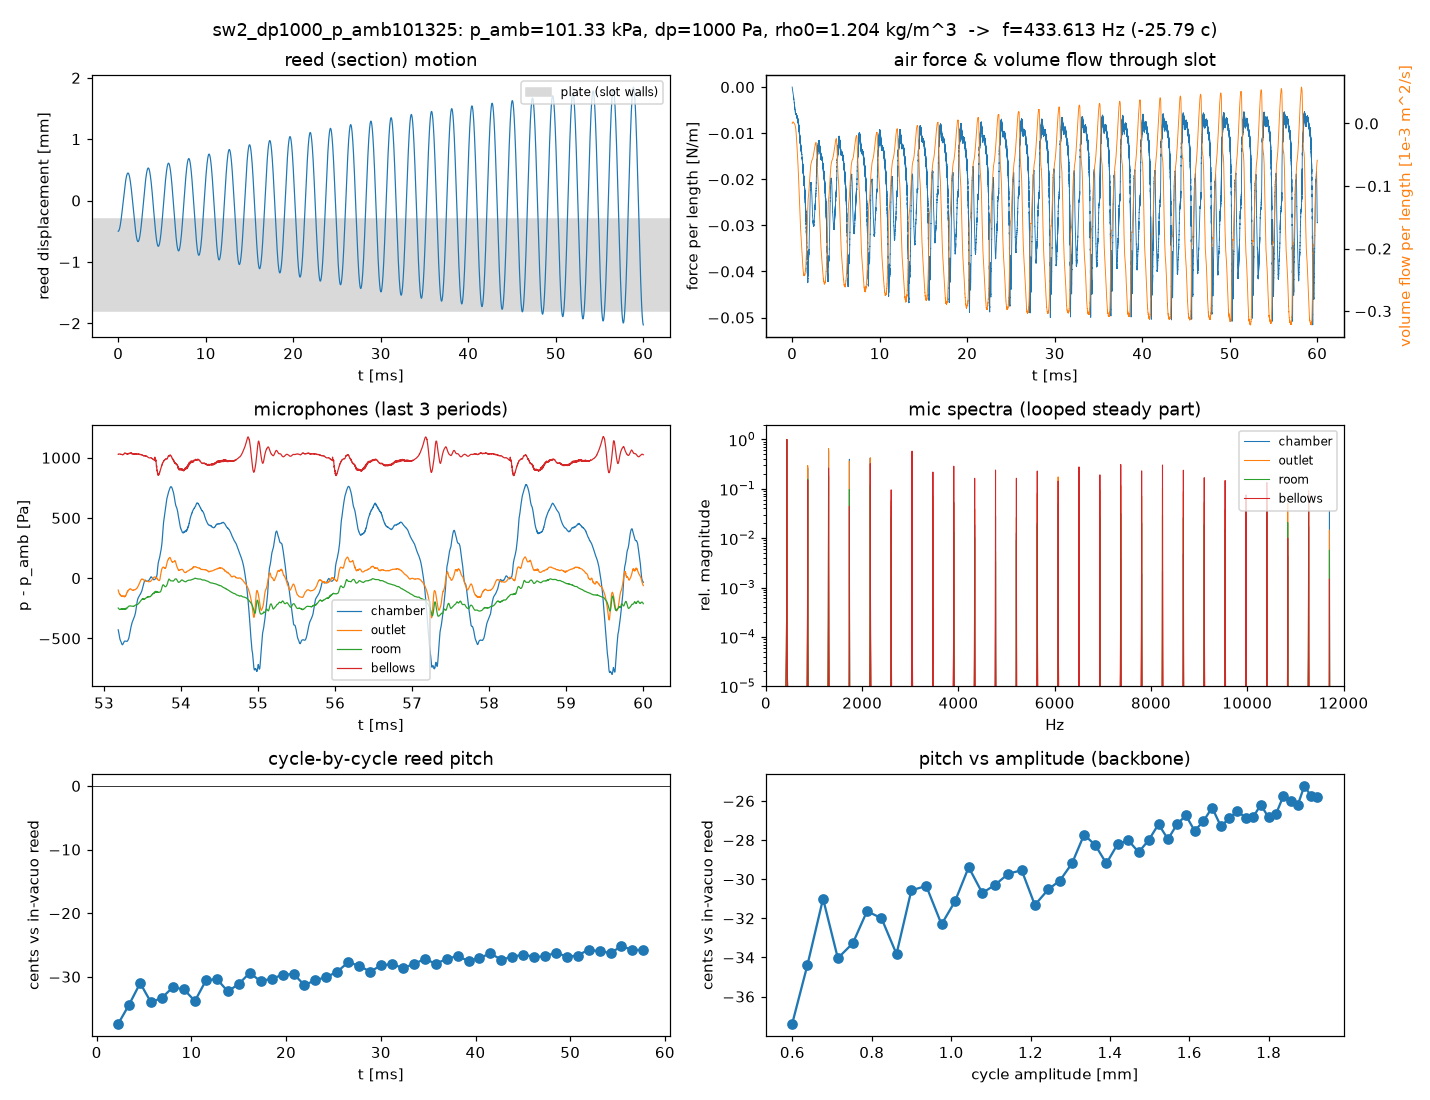 sw2_dp1000_p_amb101325: p_amb=101.33 kPa, dp=1000 Pa, rho0=1.204 kg/m^3  ->  f=433.613 Hz (-25.79 c)
reed (section) motion
reed displacement [mm]
2
1
0
−1
−2
plate (slot walls)
0 10 20 30 40 50 60
t [ms]
air force & volume flow through slot
force per length [N/m]
0.00
−0.01
−0.02
−0.03
−0.04
−0.05
0.0
−0.1
−0.2
−0.3
volume flow per length [1e-3 m^2/s]
0 10 20 30 40 50 60
t [ms]
microphones (last 3 periods)
p - p_amb [Pa]
1000
500
0
−500
chamber
outlet
room
bellows
53 54 55 56 57 58 59 60
t [ms]
mic spectra (looped steady part)
rel. magnitude
10^0
10^−1
10^−2
10^−3
10^−4
10^−5
chamber
outlet
room
bellows
0 2000 4000 6000 8000 10000 12000
Hz
cycle-by-cycle reed pitch
cents vs in-vacuo reed
0
−10
−20
−30
0 10 20 30 40 50 60
t [ms]
pitch vs amplitude (backbone)
cents vs in-vacuo reed
−26
−28
−30
−32
−34
−36
0.6 0.8 1.0 1.2 1.4 1.6 1.8
cycle amplitude [mm]